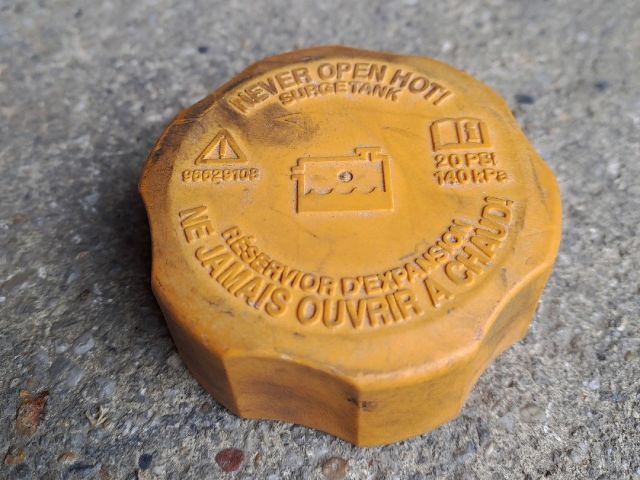 NEVER OPEN HOT!
SURGE TANK
20 PSI
140 kPa
RÉSERVIOR D'EXPANSION
NE JAMAIS OUVRIR À CHAUD!